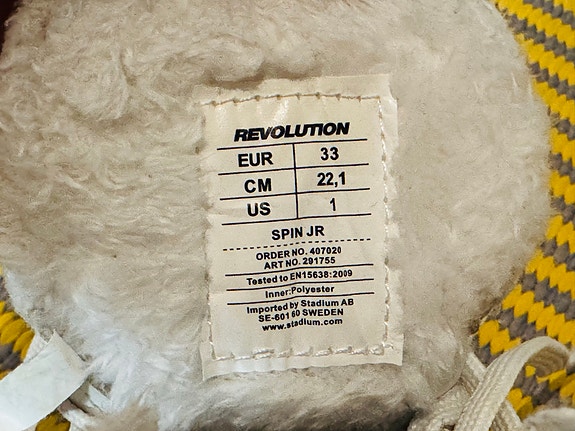 REVOLUTION
EUR 33
CM 22,1
US 1
SPIN JR
ORDER NO. 407020
ART NO. 291755
Tested to EN15638:2009
Inner:Polyester
Imported by Stadium AB
SE-601 60 SWEDEN
www.stadium.com